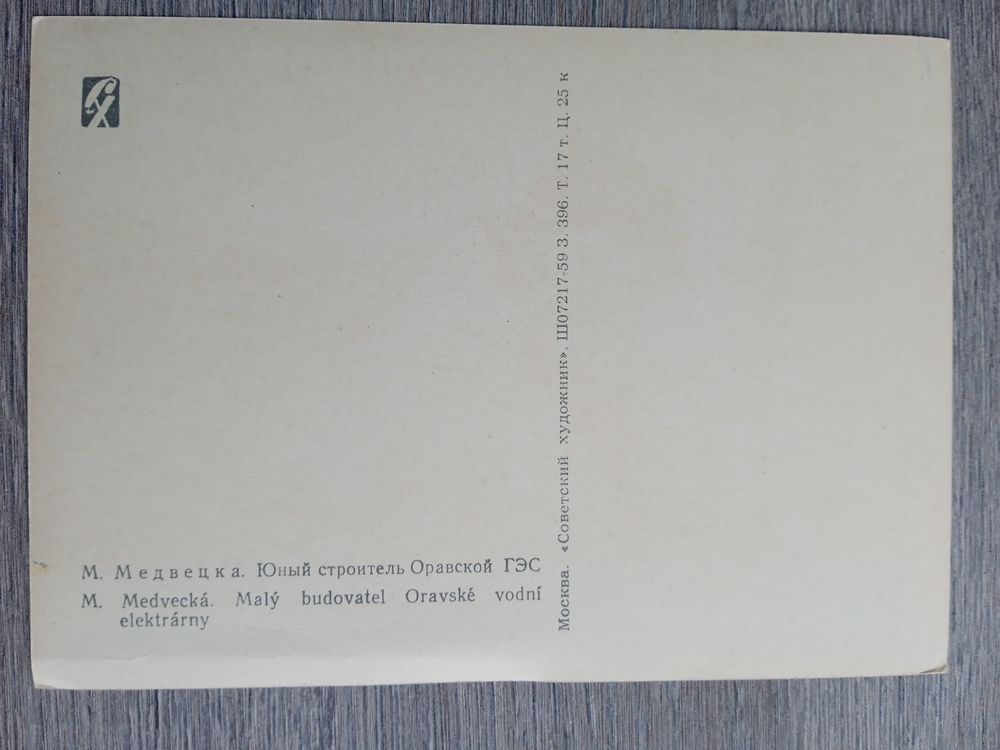 СХ
М. Медвецка. Юный строитель Оравской ГЭС
M. Medvecká. Malý budovatel Oravské vodní
elektrárny
Москва. «Советский художник». Ш07217-59 З. 396. Т. 17 т. Ц. 25 к